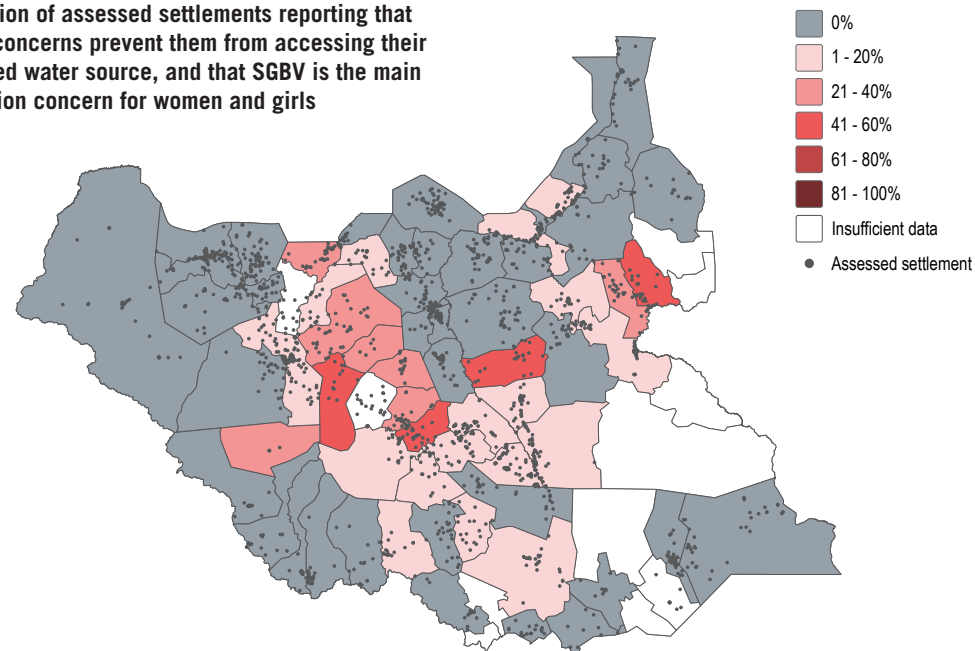 ion of assessed settlements reporting that
concerns prevent them from accessing their
ed water source, and that SGBV is the main
ion concern for women and girls
0%
1 - 20%
21 - 40%
41 - 60%
61 - 80%
81 - 100%
Insufficient data
Assessed settlement